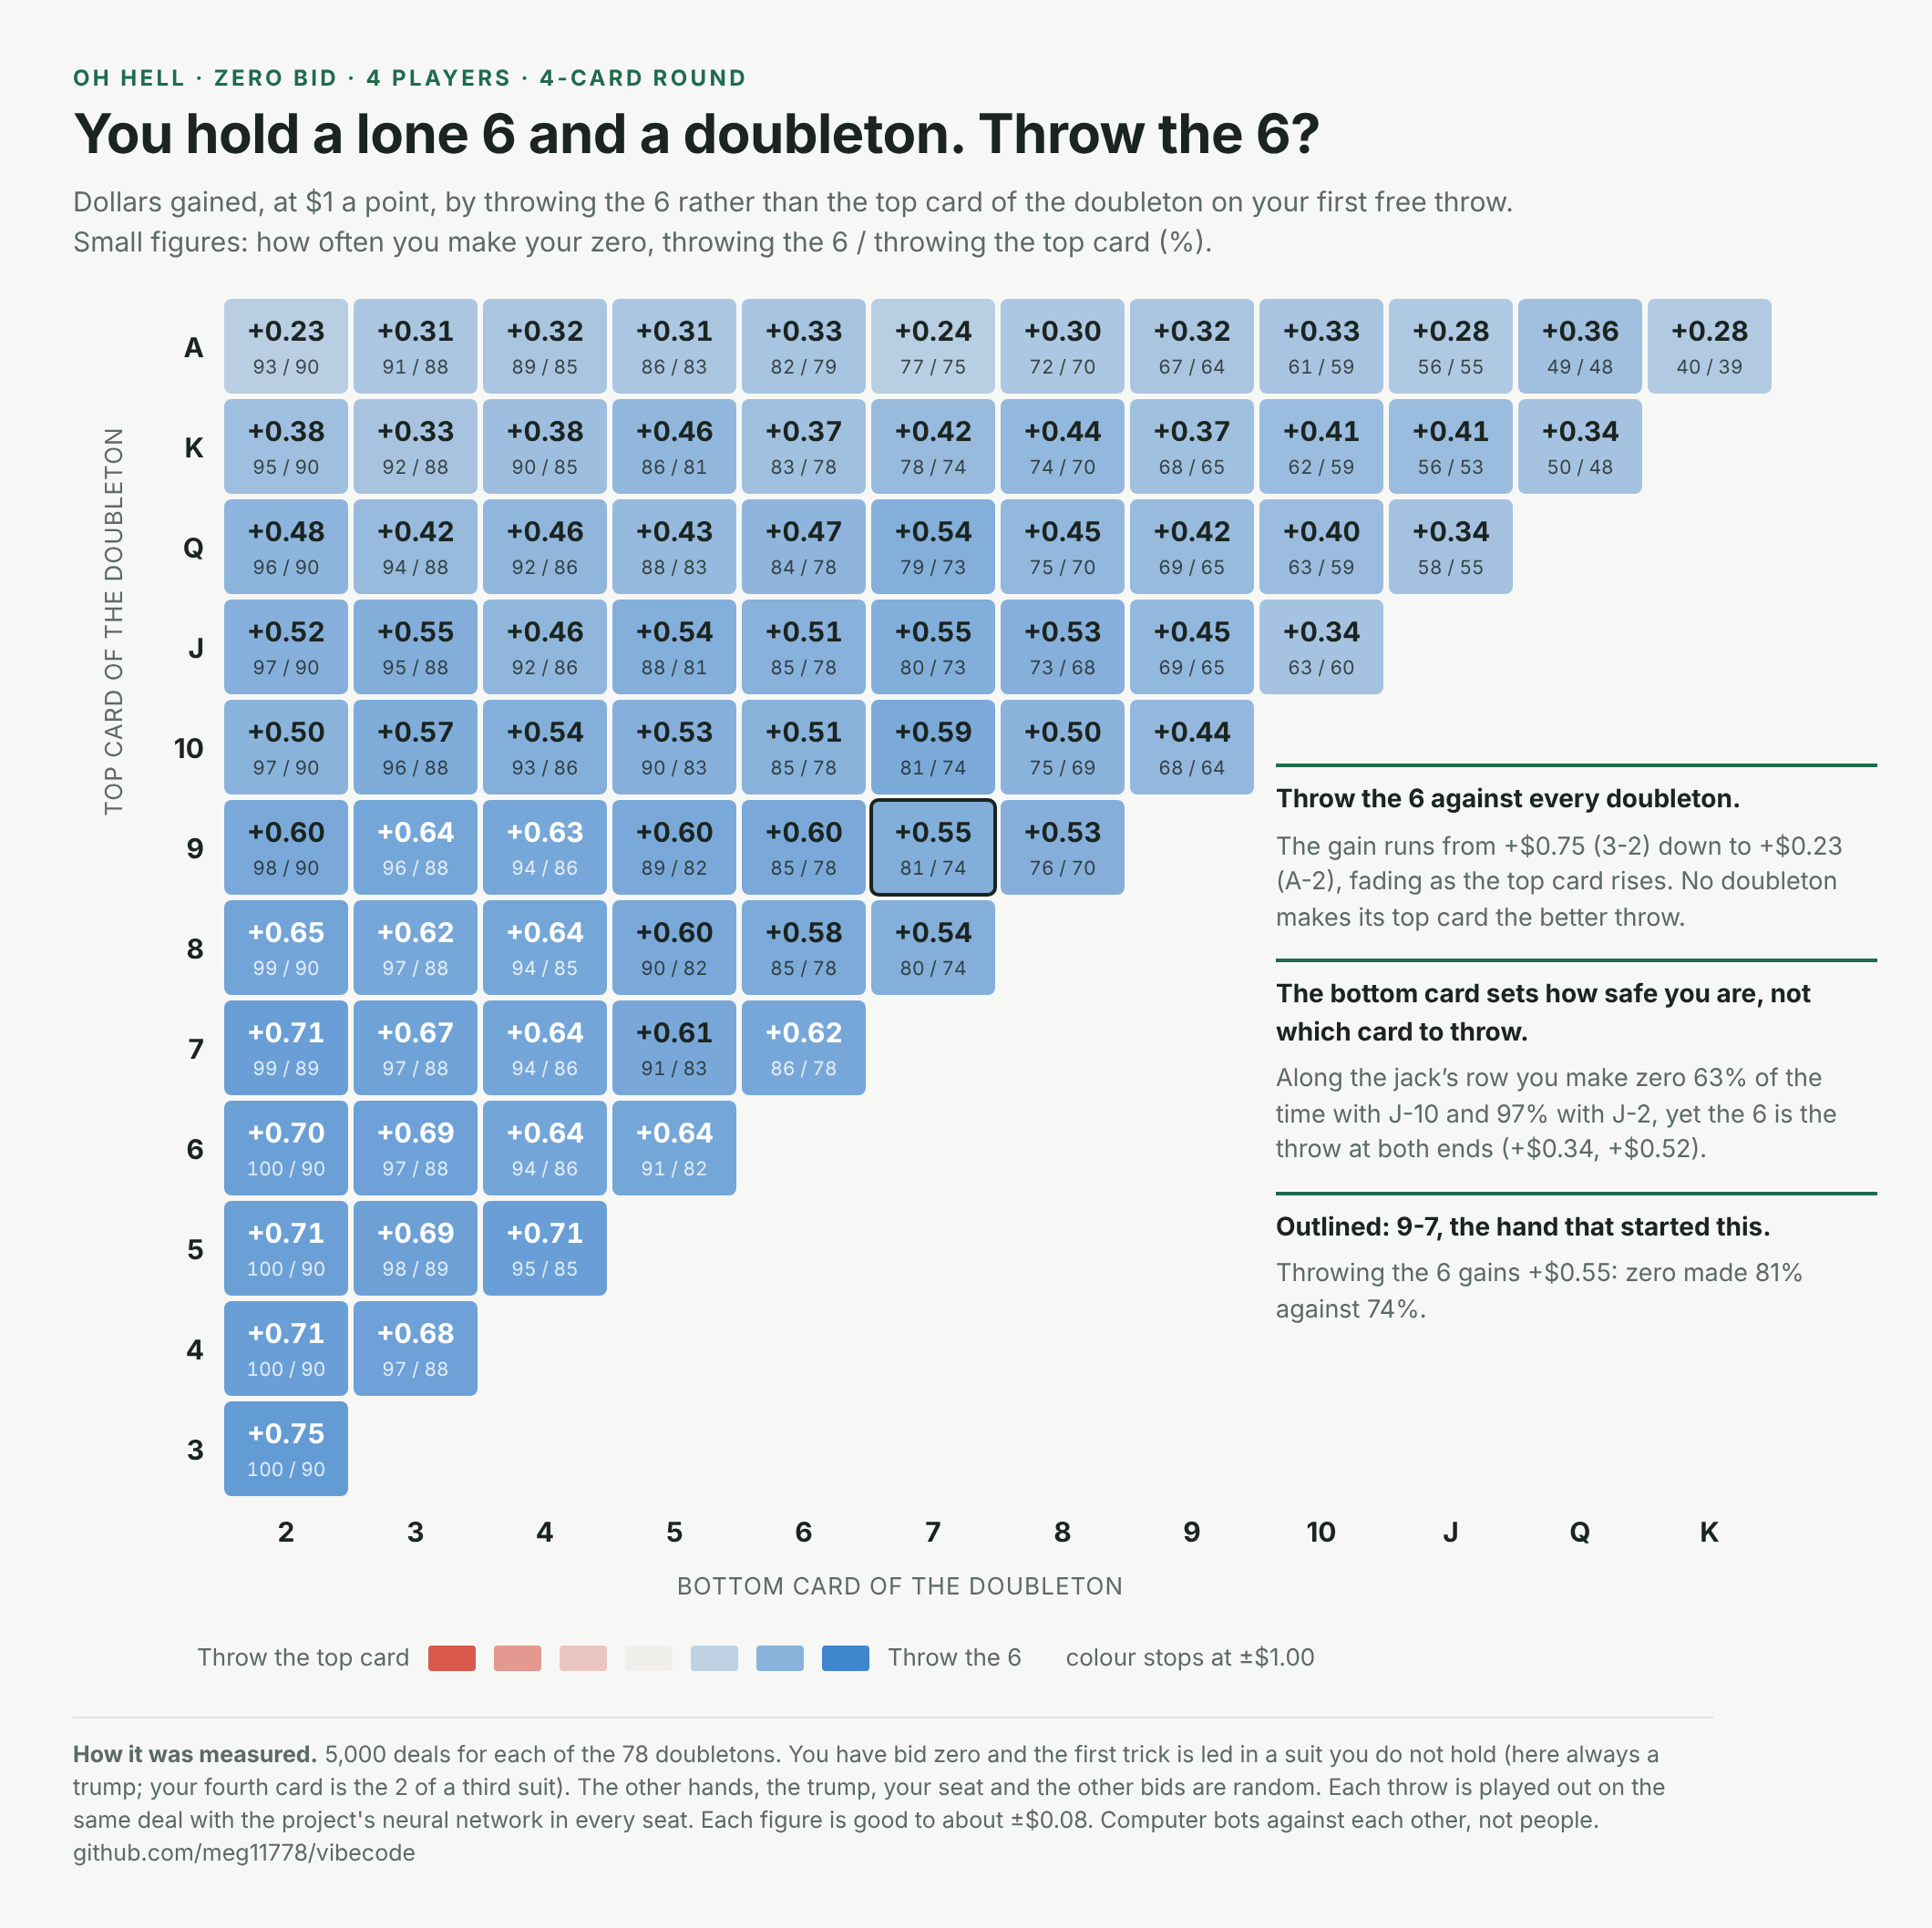 OH HELL · ZERO BID · 4 PLAYERS · 4-CARD ROUND
You hold a lone 6 and a doubleton. Throw the 6?
Dollars gained, at $1 a point, by throwing the 6 rather than the top card of the doubleton on your first free throw.
Small figures: how often you make your zero, throwing the 6 / throwing the top card (%).
TOP CARD OF THE DOUBLETON
A +0.23 +0.31 +0.32 +0.31 +0.33 +0.24 +0.30 +0.32 +0.33 +0.28 +0.36 +0.28
93 / 90 91 / 88 89 / 85 86 / 83 82 / 79 77 / 75 72 / 70 67 / 64 61 / 59 56 / 55 49 / 48 40 / 39
K +0.38 +0.33 +0.38 +0.46 +0.37 +0.42 +0.44 +0.37 +0.41 +0.41 +0.34
95 / 90 92 / 88 90 / 85 86 / 81 83 / 78 78 / 74 74 / 70 68 / 65 62 / 59 56 / 53 50 / 48
Q +0.48 +0.42 +0.46 +0.43 +0.47 +0.54 +0.45 +0.42 +0.40 +0.34
96 / 90 94 / 88 92 / 86 88 / 83 84 / 78 79 / 73 75 / 70 69 / 65 63 / 59 58 / 55
J +0.52 +0.55 +0.46 +0.54 +0.51 +0.55 +0.53 +0.45 +0.34
97 / 90 95 / 88 92 / 86 88 / 81 85 / 78 80 / 73 73 / 68 69 / 65 63 / 60
10 +0.50 +0.57 +0.54 +0.53 +0.51 +0.59 +0.50 +0.44
97 / 90 96 / 88 93 / 86 90 / 83 85 / 78 81 / 74 75 / 69 68 / 64
9 +0.60 +0.64 +0.63 +0.60 +0.60 +0.55 +0.53
98 / 90 96 / 88 94 / 86 89 / 82 85 / 78 81 / 74 76 / 70
8 +0.65 +0.62 +0.64 +0.60 +0.58 +0.54
99 / 90 97 / 88 94 / 85 90 / 82 85 / 78 80 / 74
7 +0.71 +0.67 +0.64 +0.61 +0.62
99 / 89 97 / 88 94 / 86 91 / 83 86 / 78
6 +0.70 +0.69 +0.64 +0.64
100 / 90 97 / 88 94 / 86 91 / 82
5 +0.71 +0.69 +0.71
100 / 90 98 / 89 95 / 85
4 +0.71 +0.68
100 / 90 97 / 88
3 +0.75
100 / 90
2 3 4 5 6 7 8 9 10 J Q K
BOTTOM CARD OF THE DOUBLETON
Throw the 6 against every doubleton.
The gain runs from +$0.75 (3-2) down to +$0.23
(A-2), fading as the top card rises. No doubleton
makes its top card the better throw.
The bottom card sets how safe you are, not
which card to throw.
Along the jack’s row you make zero 63% of the
time with J-10 and 97% with J-2, yet the 6 is the
throw at both ends (+$0.34, +$0.52).
Outlined: 9-7, the hand that started this.
Throwing the 6 gains +$0.55: zero made 81%
against 74%.
Throw the top card Throw the 6 colour stops at ±$1.00
How it was measured. 5,000 deals for each of the 78 doubletons. You have bid zero and the first trick is led in a suit you do not hold (here always a
trump; your fourth card is the 2 of a third suit). The other hands, the trump, your seat and the other bids are random. Each throw is played out on the
same deal with the project's neural network in every seat. Each figure is good to about ±$0.08. Computer bots against each other, not people.
github.com/meg11778/vibecode